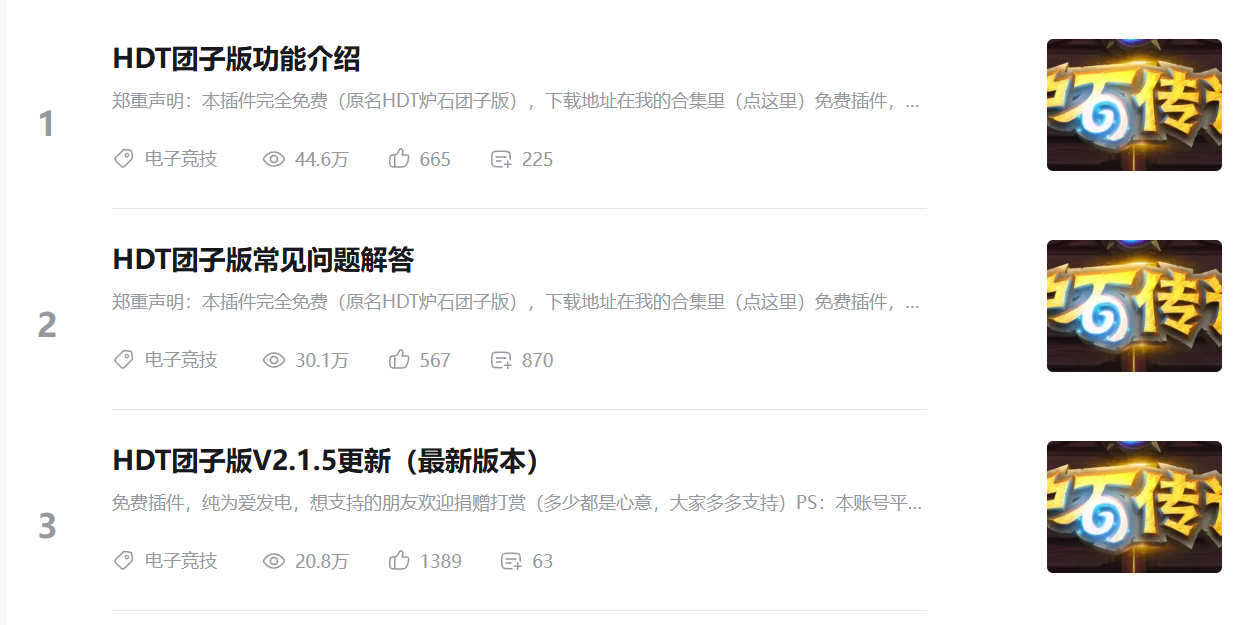 HDT团子版功能介绍
郑重声明：本插件完全免费（原名HDT炉石团子版），下载地址在我的合集里（点这里）免费插件，...
1
电子竞技 44.6万 665 225
炉石传说
HDT团子版常见问题解答
郑重声明：本插件完全免费（原名HDT炉石团子版），下载地址在我的合集里（点这里）免费插件，...
2
电子竞技 30.1万 567 870
炉石传说
HDT团子版V2.1.5更新（最新版本）
免费插件，纯为爱发电，想支持的朋友欢迎捐赠打赏（多少都是心意，大家多多支持）PS：本账号平...
3
电子竞技 20.8万 1389 63
炉石传说